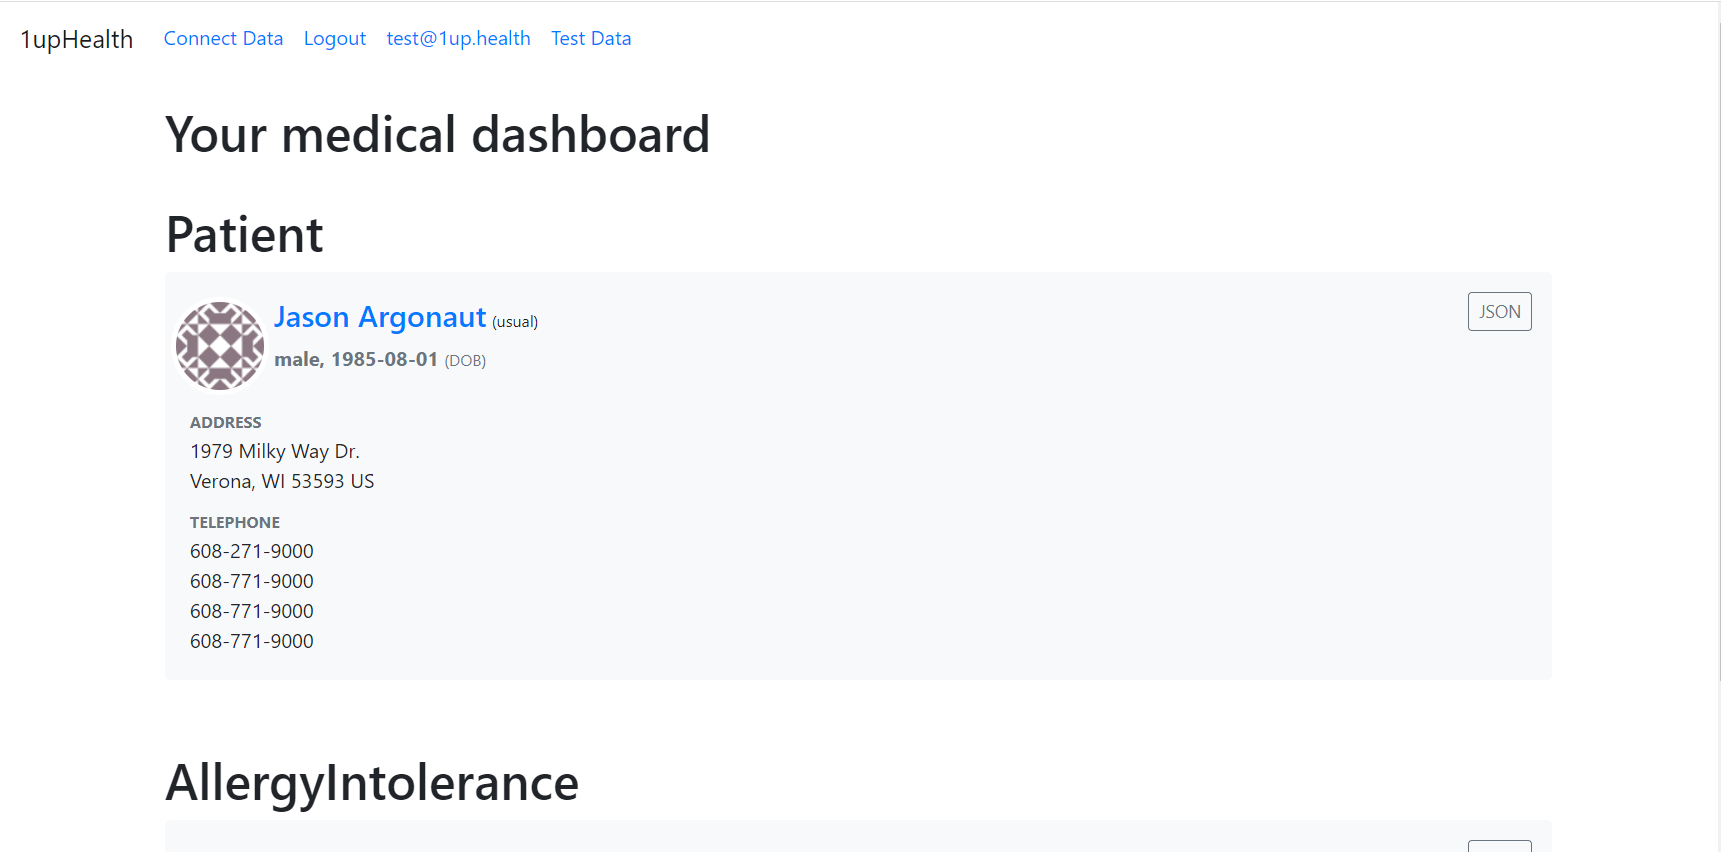 1upHealth Connect Data Logout test@1up.health Test Data
Your medical dashboard
Patient
Jason Argonaut (usual)
JSON
male, 1985-08-01 (DOB)
ADDRESS
1979 Milky Way Dr.
Verona, WI 53593 US
TELEPHONE
608-271-9000
608-771-9000
608-771-9000
608-771-9000
AllergyIntolerance